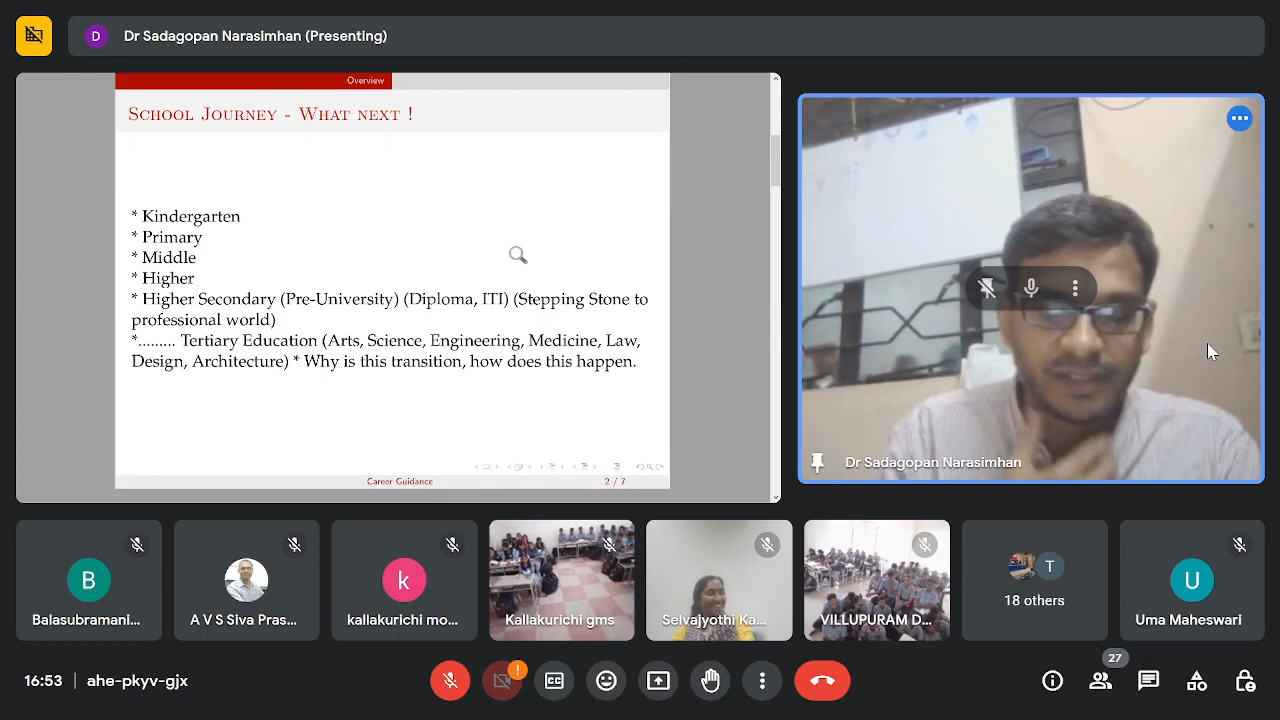 D
Dr Sadagopan Narasimhan (Presenting)
Overview
School Journey - What next !
* Kindergarten
* Primary
* Middle
* Higher
* Higher Secondary (Pre-University) (Diploma, ITI) (Stepping Stone to
professional world)
*......... Tertiary Education (Arts, Science, Engineering, Medicine, Law,
Design, Architecture) * Why is this transition, how does this happen.
Career Guidance
2 / 7
Dr Sadagopan Narasimhan
B
Balasubramani...
A V S Siva Pras...
k
kallakurichi mo...
Kallakurichi gms
Selvajyothi Ka...
VILLUPURAM D...
T
18 others
U
Uma Maheswari
16:53 | ahe-pkyv-gjx
27